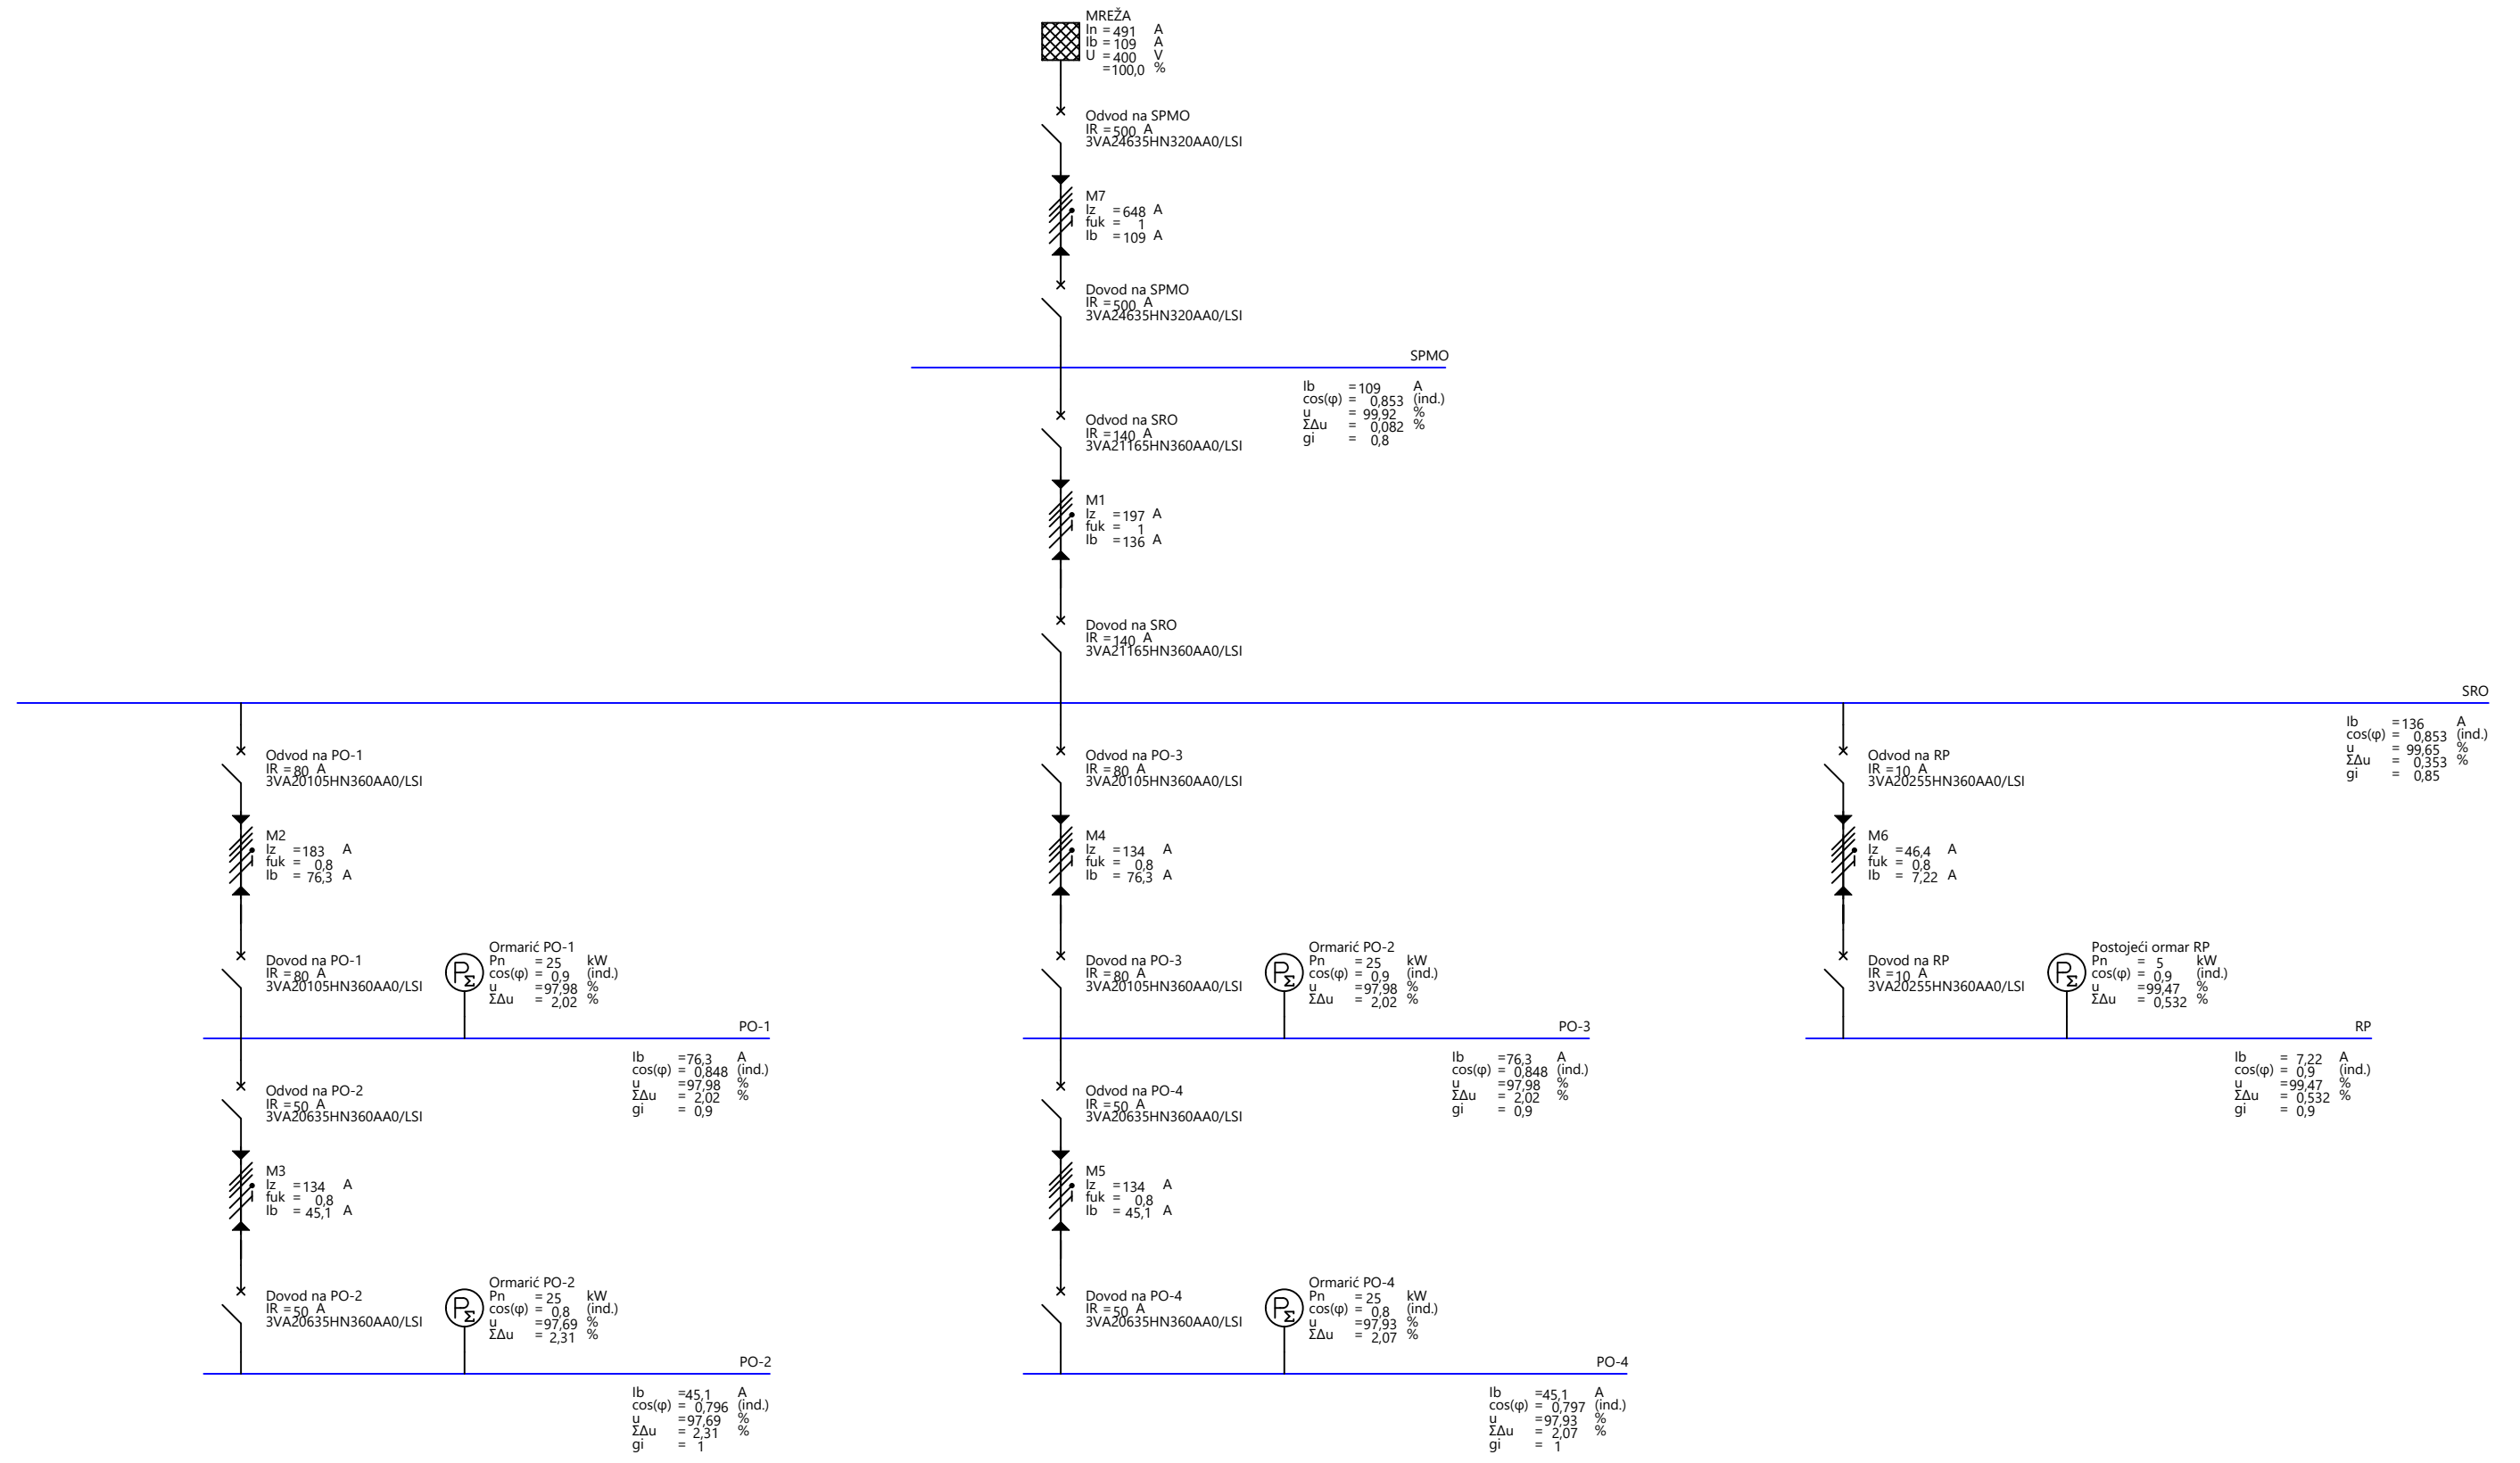 MREŽA
In = 491 A
Ib = 109 A
U = 400 V
= 100,0 %
Odvod na SPMO
IR = 500 A
3VA24635HN320AA0/LSI
M7
Iz = 648 A
fuk = 1
Ib = 109 A
Dovod na SPMO
IR = 500 A
3VA24635HN320AA0/LSI
SPMO
Ib = 109 A
cos(φ) = 0,853 (ind.)
u = 99,92 %
ΣΔu = 0,082 %
gi = 0,8
Odvod na SRO
IR = 140 A
3VA21165HN360AA0/LSI
M1
Iz = 197 A
fuk = 1
Ib = 136 A
Dovod na SRO
IR = 140 A
3VA21165HN360AA0/LSI
SRO
Ib = 136 A
cos(φ) = 0,853 (ind.)
u = 99,65 %
ΣΔu = 0,353 %
gi = 0,85
Odvod na PO-1
IR = 80 A
3VA20105HN360AA0/LSI
M2
Iz = 183 A
fuk = 0,8
Ib = 76,3 A
Dovod na PO-1
IR = 80 A
3VA20105HN360AA0/LSI
Ormarić PO-1
Pn = 25 kW
cos(φ) = 0,9 (ind.)
u = 97,98 %
ΣΔu = 2,02 %
PΣ
PO-1
Ib = 76,3 A
cos(φ) = 0,848 (ind.)
u = 97,98 %
ΣΔu = 2,02 %
gi = 0,9
Odvod na PO-2
IR = 50 A
3VA20635HN360AA0/LSI
M3
Iz = 134 A
fuk = 0,8
Ib = 45,1 A
Dovod na PO-2
IR = 50 A
3VA20635HN360AA0/LSI
Ormarić PO-2
Pn = 25 kW
cos(φ) = 0,8 (ind.)
u = 97,69 %
ΣΔu = 2,31 %
PΣ
PO-2
Ib = 45,1 A
cos(φ) = 0,796 (ind.)
u = 97,69 %
ΣΔu = 2,31 %
gi = 1
Odvod na PO-3
IR = 80 A
3VA20105HN360AA0/LSI
M4
Iz = 134 A
fuk = 0,8
Ib = 76,3 A
Dovod na PO-3
IR = 80 A
3VA20105HN360AA0/LSI
Ormarić PO-2
Pn = 25 kW
cos(φ) = 0,9 (ind.)
u = 97,98 %
ΣΔu = 2,02 %
PΣ
PO-3
Ib = 76,3 A
cos(φ) = 0,848 (ind.)
u = 97,98 %
ΣΔu = 2,02 %
gi = 0,9
Odvod na PO-4
IR = 50 A
3VA20635HN360AA0/LSI
M5
Iz = 134 A
fuk = 0,8
Ib = 45,1 A
Dovod na PO-4
IR = 50 A
3VA20635HN360AA0/LSI
Ormarić PO-4
Pn = 25 kW
cos(φ) = 0,8 (ind.)
u = 97,93 %
ΣΔu = 2,07 %
PΣ
PO-4
Ib = 45,1 A
cos(φ) = 0,797 (ind.)
u = 97,93 %
ΣΔu = 2,07 %
gi = 1
Odvod na RP
IR = 10 A
3VA20255HN360AA0/LSI
M6
Iz = 46,4 A
fuk = 0,8
Ib = 7,22 A
Dovod na RP
IR = 10 A
3VA20255HN360AA0/LSI
Postojeći ormar RP
Pn = 5 kW
cos(φ) = 0,9 (ind.)
u = 99,47 %
ΣΔu = 0,532 %
PΣ
RP
Ib = 7,22 A
cos(φ) = 0,9 (ind.)
u = 99,47 %
ΣΔu = 0,532 %
gi = 0,9